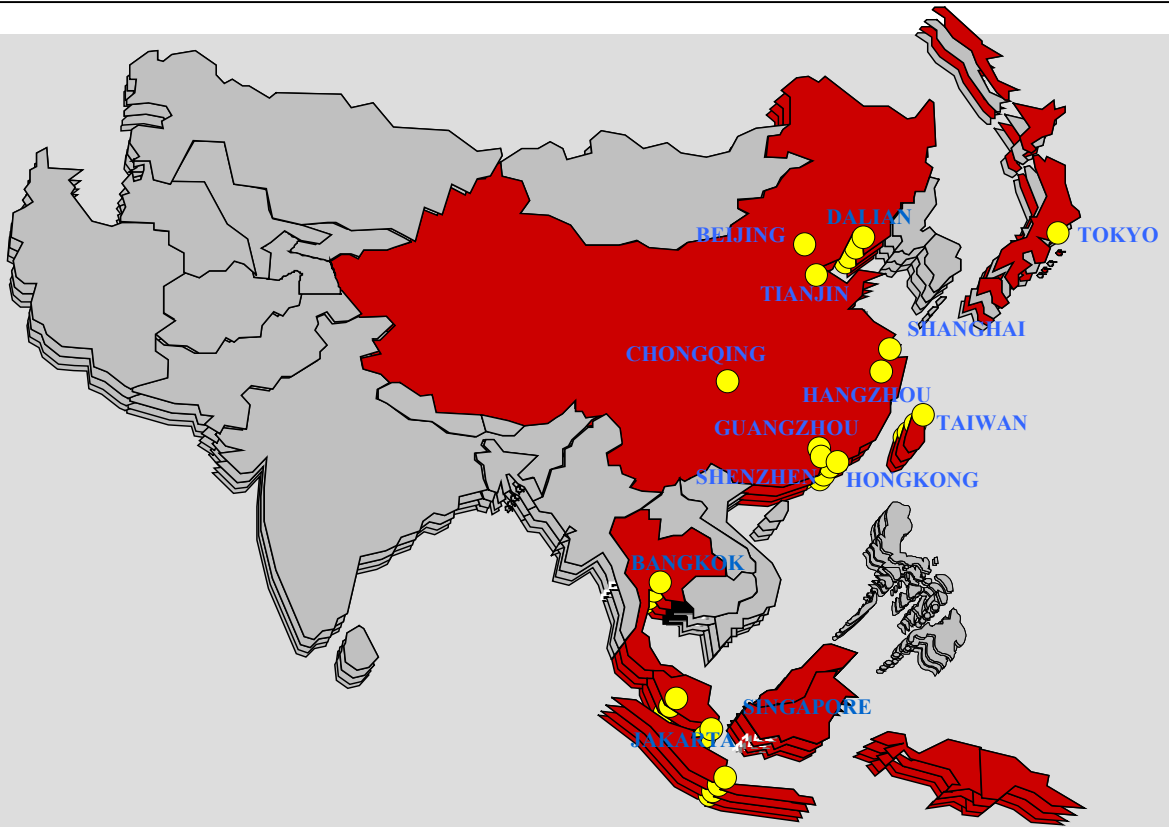 DALIAN
BEIJING
TOKYO
TIANJIN
SHANGHAI
CHONGQING
HANGZHOU
TAIWAN
GUANGZHOU
SHENZHEN
HONGKONG
BANGKOK
SINGAPORE
JAKARTA